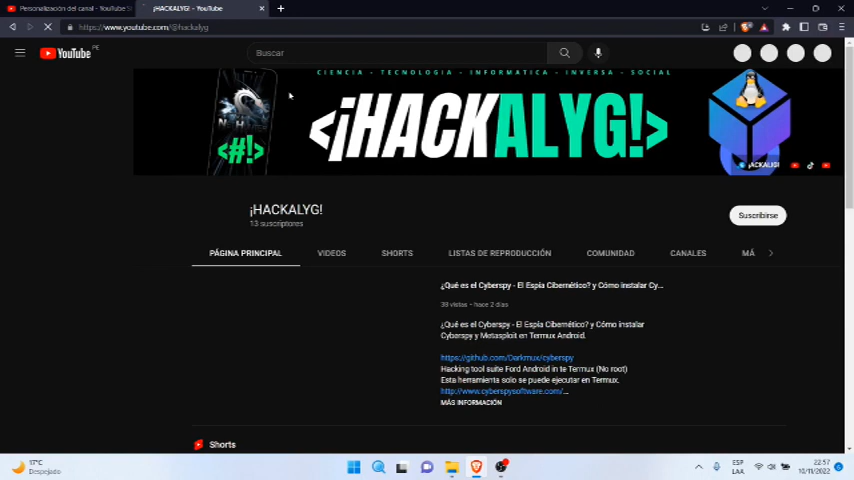 Personalización del canal - YouTube S
¡HACKALYG! - YouTube
https://www.youtube.com/@hackalyg
YouTube PE
Buscar
CIENCIA - TECNOLOGIA - INFORMATICA - INVERSA - SOCIAL
<¡HACKALYG!>
<#!>
¡HACKALYG!
13 suscriptores
Suscribirse
PÁGINA PRINCIPAL
VIDEOS
SHORTS
LISTAS DE REPRODUCCIÓN
COMUNIDAD
CANALES
MÁ
¿Qué es el Cyberspy - El Espía Cibernético? y Cómo instalar Cy...
38 vistas - hace 2 días
¿Qué es el Cyberspy - El Espía Cibernético? y Cómo instalar
Cyberspy y Metasploit en Termux Android.
https://github.com/Darkmux/cyberspy
Hacking tool suite Ford Android in te Termux (No root)
Esta herramienta solo se puede ejecutar en Termux.
http://www.cyberspysoftware.com/...
MÁS INFORMACIÓN
Shorts
17°C
Despejado
ESP
LAA
22:57
10/11/2022